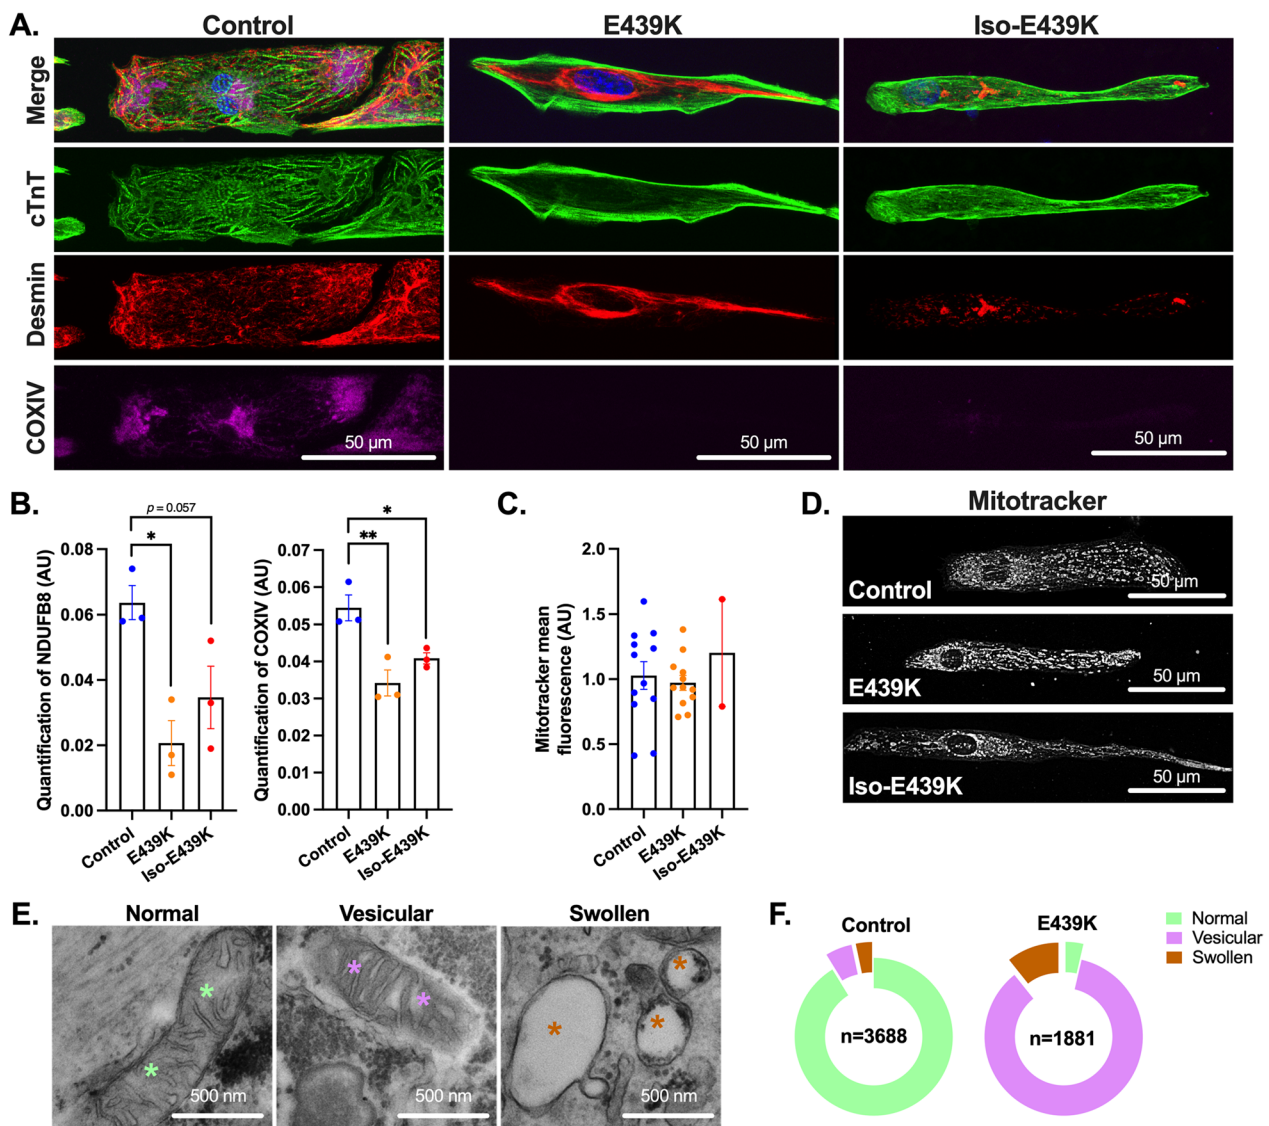 A.
Control
E439K
Iso-E439K
Merge
cTnT
Desmin
COXIV
50 µm
50 µm
50 µm
B.
Quantification of NDUFB8 (AU)
0.08
0.06
0.04
0.02
0.00
p = 0.057
*
Control
E439K
Iso-E439K
Quantification of COXIV (AU)
0.07
0.06
0.05
0.04
0.03
0.02
0.01
0.00
*
**
Control
E439K
Iso-E439K
C.
Mitotracker mean
fluorescence (AU)
2.0
1.5
1.0
0.5
0.0
Control
E439K
Iso-E439K
D.
Mitotracker
Control
50 µm
E439K
50 µm
Iso-E439K
50 µm
E.
Normal
Vesicular
Swollen
* * * * * * *
500 nm
500 nm
500 nm
F.
Control
E439K
n=3688
n=1881
Normal
Vesicular
Swollen